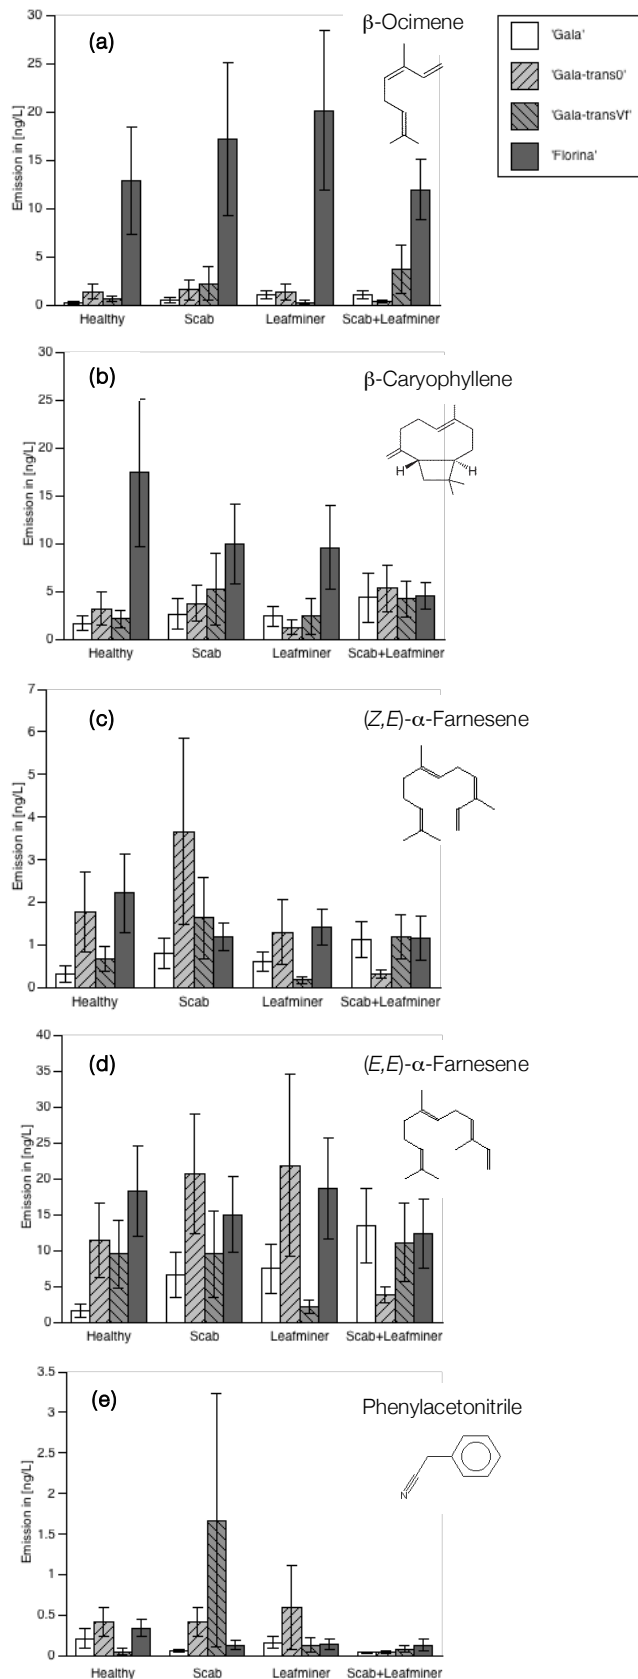 (a)
β-Ocimene
'Gala'
'Gala-trans0'
'Gala-transVf'
'Florina'
Emission in [ng/L]
30
25
20
15
10
5
0
Healthy Scab Leafminer Scab+Leafminer
(b)
β-Caryophyllene
H H
Emission in [ng/L]
30
25
20
15
10
5
0
Healthy Scab Leafminer Scab+Leafminer
(c)
(Z,E)-α-Farnesene
Emission in [ng/L]
7
6
5
4
3
2
1
0
Healthy Scab Leafminer Scab+Leafminer
(d)
(E,E)-α-Farnesene
Emission in [ng/L]
40
35
30
25
20
15
10
5
0
Healthy Scab Leafminer Scab+Leafminer
(e)
Phenylacetonitrile
N
Emission in [ng/L]
3.5
3
2.5
2
1.5
1
0.5
0
Healthy Scab Leafminer Scab+Leafminer